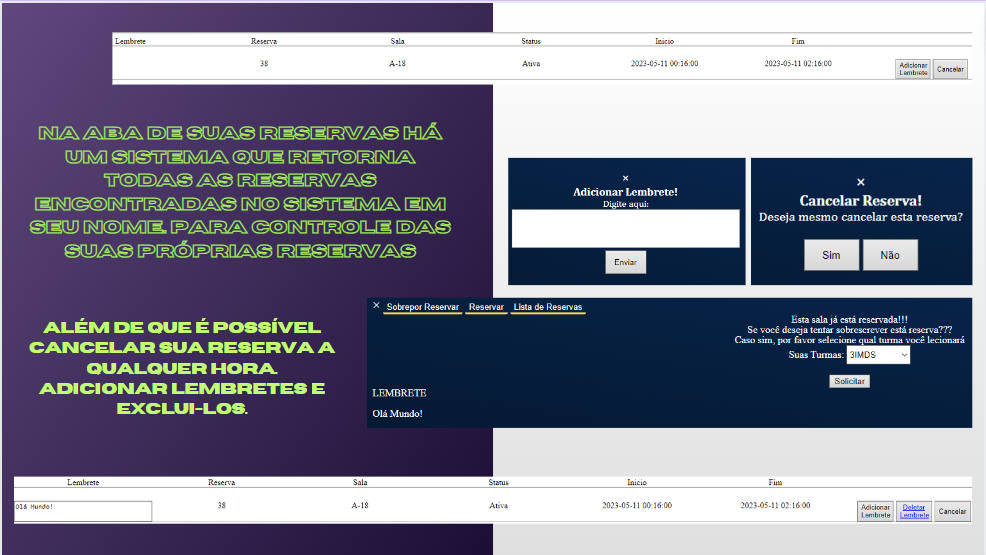 Lembrete Reserva Sala Status Inicio Fim
38 A-18 Ativa 2023-05-11 00:16:00 2023-05-11 02:16:00 Adicionar Lembrete Cancelar
NA ABA DE SUAS RESERVAS HÁ
UM SISTEMA QUE RETORNA
TODAS AS RESERVAS
ENCONTRADAS NO SISTEMA EM
SEU NOME. PARA CONTROLE DAS
SUAS PRÓPRIAS RESERVAS
×
Adicionar Lembrete!
Digite aqui:
Enviar
×
Cancelar Reserva!
Deseja mesmo cancelar esta reserva?
Sim Não
ALÉM DE QUE É POSSÍVEL
CANCELAR SUA RESERVA A
QUALQUER HORA.
ADICIONAR LEMBRETES E
EXCLUI-LOS.
× Sobrepor Reservar Reservar Lista de Reservas
Esta sala já está reservada!!!
Se você deseja tentar sobrescrever está reserva???
Caso sim, por favor selecione qual turma você lecionará
Suas Turmas: 3IMDS
Solicitar
LEMBRETE
Olá Mundo!
Lembrete Reserva Sala Status Inicio Fim
Olá Mundo! 38 A-18 Ativa 2023-05-11 00:16:00 2023-05-11 02:16:00 Adicionar Lembrete Deletar Lembrete Cancelar